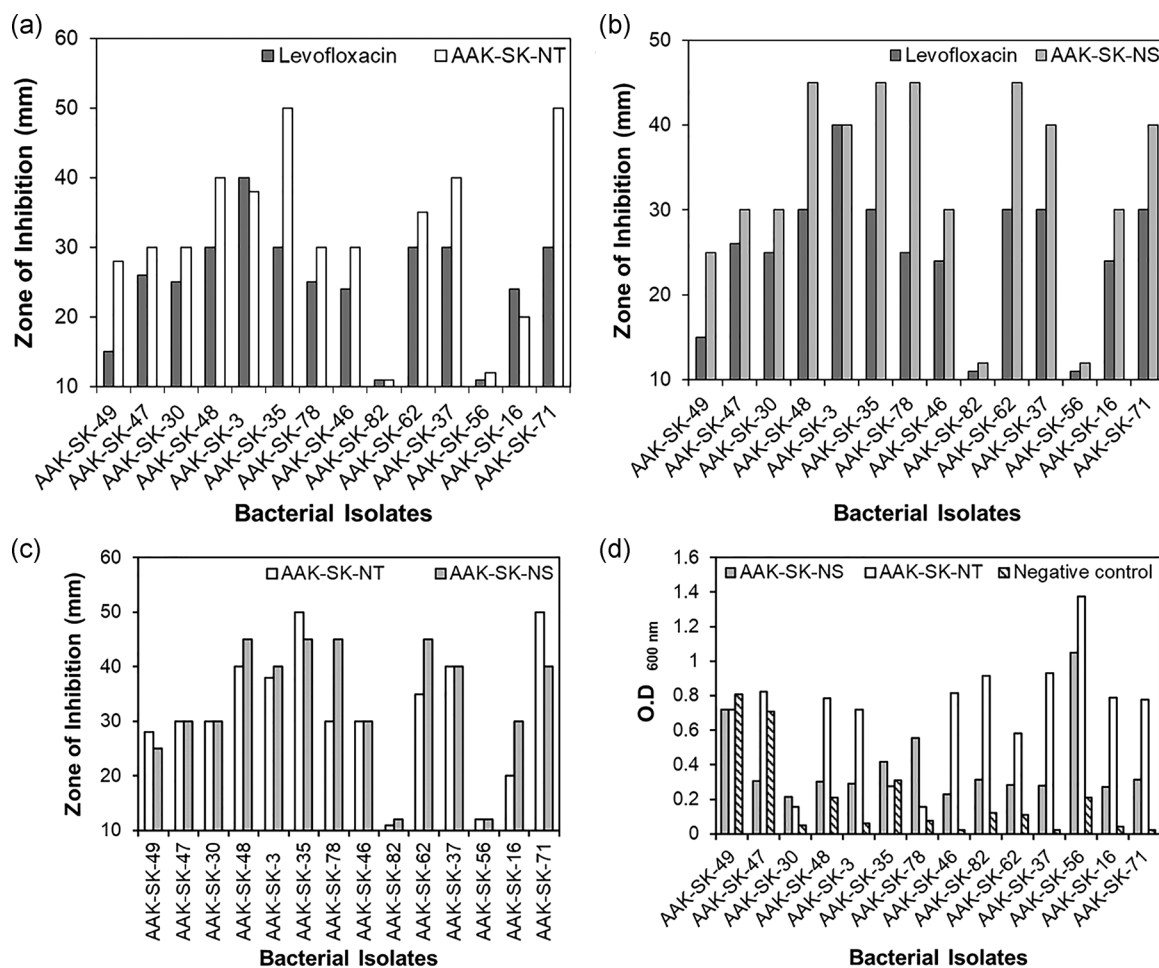 (a)
60
50
40
30
20
10
Zone of Inhibition (mm)
Levofloxacin AAK-SK-NT
AAK-SK-49
AAK-SK-47
AAK-SK-30
AAK-SK-48
AAK-SK-3
AAK-SK-35
AAK-SK-78
AAK-SK-46
AAK-SK-82
AAK-SK-62
AAK-SK-37
AAK-SK-56
AAK-SK-16
AAK-SK-71
Bacterial Isolates
(b)
50
40
30
20
10
Zone of Inhibition (mm)
Levofloxacin AAK-SK-NS
AAK-SK-49
AAK-SK-47
AAK-SK-30
AAK-SK-48
AAK-SK-3
AAK-SK-35
AAK-SK-78
AAK-SK-46
AAK-SK-82
AAK-SK-62
AAK-SK-37
AAK-SK-56
AAK-SK-16
AAK-SK-71
Bacterial Isolates
(c)
60
50
40
30
20
10
Zone of Inhibition (mm)
AAK-SK-NT AAK-SK-NS
AAK-SK-49
AAK-SK-47
AAK-SK-30
AAK-SK-48
AAK-SK-3
AAK-SK-35
AAK-SK-78
AAK-SK-46
AAK-SK-82
AAK-SK-62
AAK-SK-37
AAK-SK-56
AAK-SK-16
AAK-SK-71
Bacterial Isolates
(d)
1.6
1.4
1.2
1
0.8
0.6
0.4
0.2
0
O.D 600 nm
AAK-SK-NS AAK-SK-NT Negative control
AAK-SK-49
AAK-SK-47
AAK-SK-30
AAK-SK-48
AAK-SK-3
AAK-SK-35
AAK-SK-78
AAK-SK-46
AAK-SK-82
AAK-SK-62
AAK-SK-37
AAK-SK-56
AAK-SK-16
AAK-SK-71
Bacterial Isolates